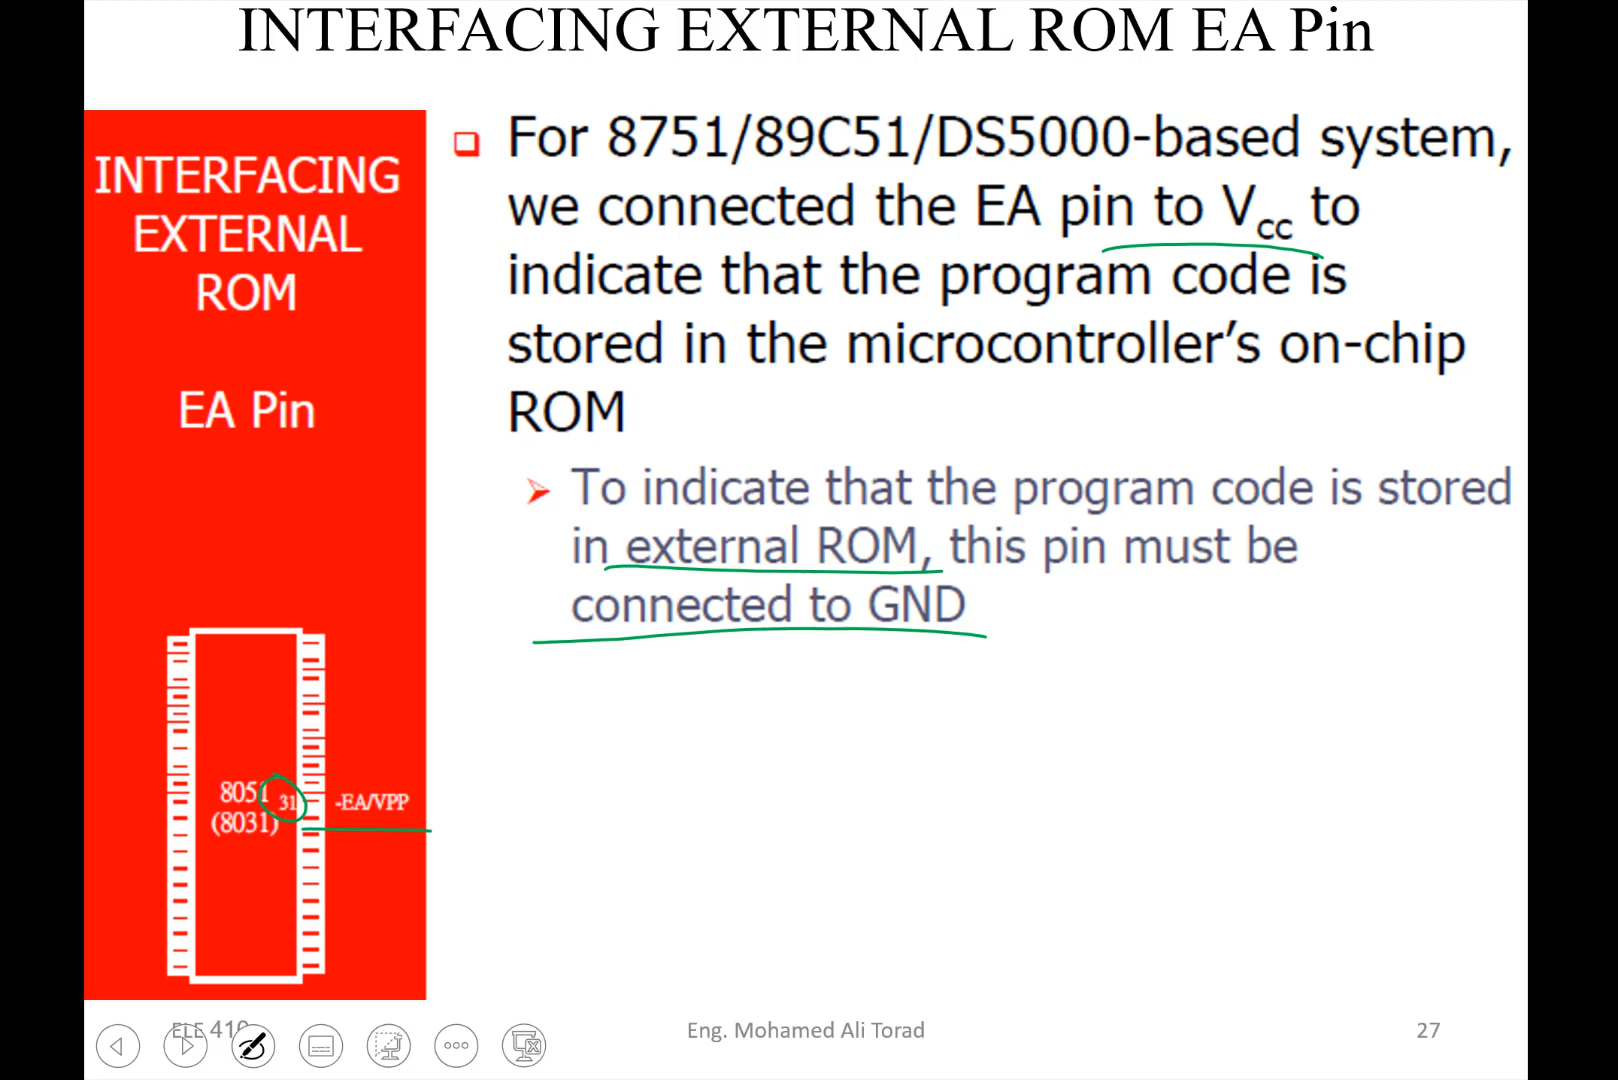 INTERFACING EXTERNAL ROM EA Pin
INTERFACING
EXTERNAL
ROM
EA Pin
8051
(8031)
31
-EA/VPP
❑ For 8751/89C51/DS5000-based system,
we connected the EA pin to Vcc to
indicate that the program code is
stored in the microcontroller’s on-chip
ROM
➢ To indicate that the program code is stored
in external ROM, this pin must be
connected to GND
ELE 410
Eng. Mohamed Ali Torad
27